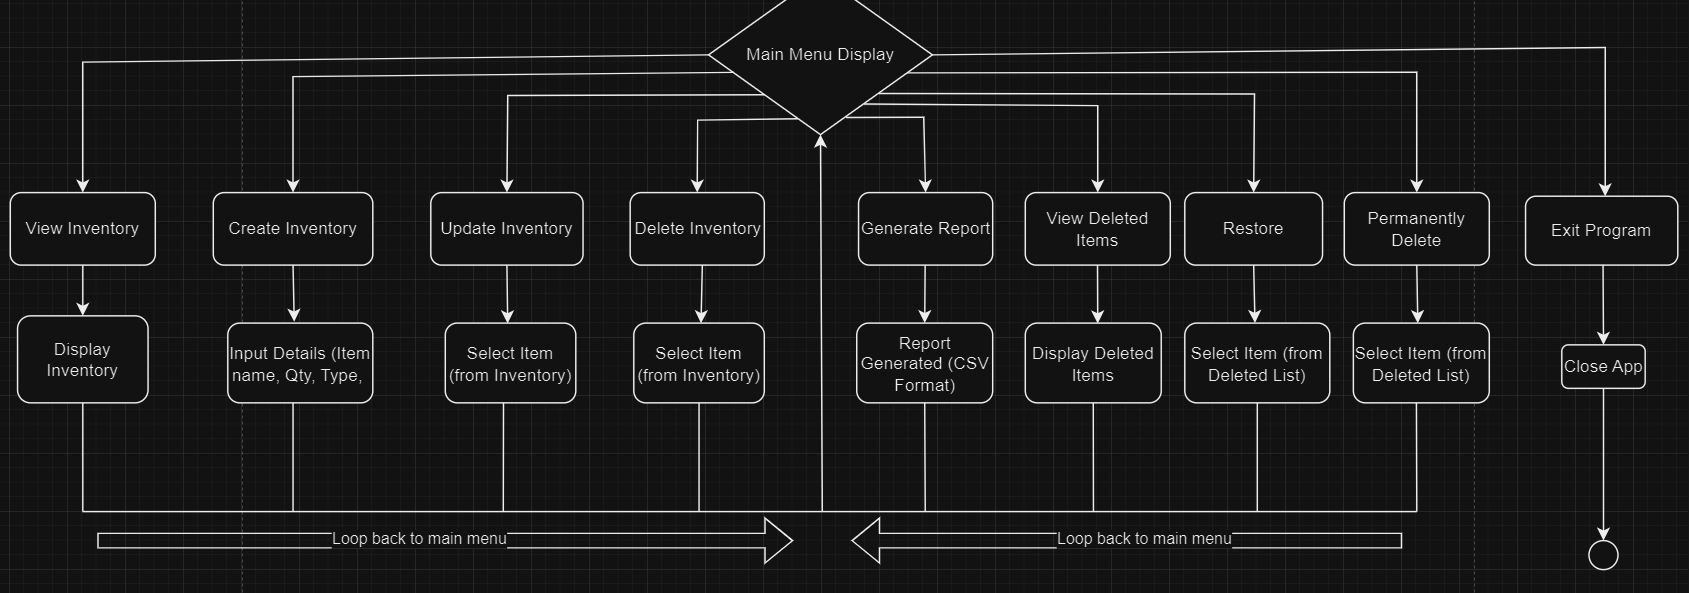 Main Menu Display
View Inventory
Create Inventory
Update Inventory
Delete Inventory
Generate Report
View Deleted
Items
Restore
Permanently
Delete
Exit Program
Display
Inventory
Input Details (Item
name, Qty, Type,
Select Item
(from Inventory)
Select Item
(from Inventory)
Report
Generated (CSV
Format)
Display Deleted
Items
Select Item (from
Deleted List)
Select Item (from
Deleted List)
Close App
Loop back to main menu
Loop back to main menu